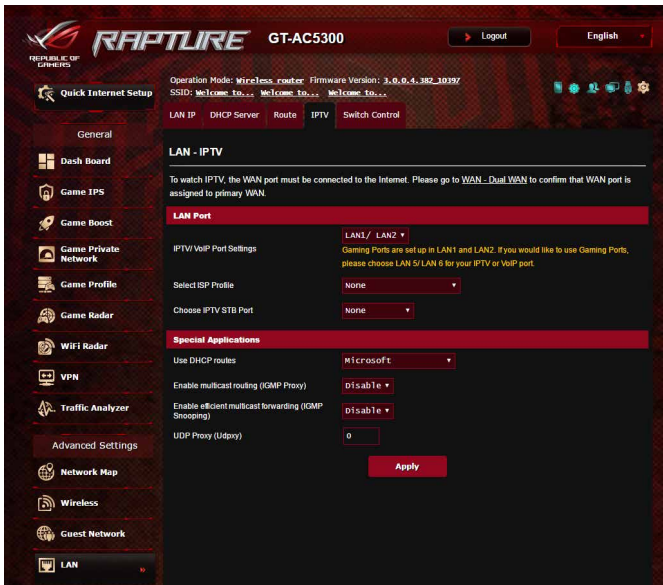 REPUBLIC OF
GAMERS
RAPTURE
GT-AC5300
Logout
English
Quick Internet Setup
General
Dash Board
Game IPS
Game Boost
Game Private
Network
Game Profile
Game Radar
WiFi Radar
VPN
Traffic Analyzer
Advanced Settings
Network Map
Wireless
Guest Network
LAN
Operation Mode: Wireless router Firmware Version: 3.0.0.4.382_10397
SSID: Welcome to... Welcome to... Welcome to...
LAN IP DHCP Server Route IPTV Switch Control
LAN - IPTV
To watch IPTV, the WAN port must be connected to the Internet. Please go to WAN - Dual WAN to confirm that WAN port is
assigned to primary WAN.
LAN Port
IPTV/ VoIP Port Settings
LAN1/ LAN2
Gaming Ports are set up in LAN1 and LAN2. If you would like to use Gaming Ports,
please choose LAN 5/ LAN 6 for your IPTV or VoIP port.
Select ISP Profile None
Choose IPTV STB Port None
Special Applications
Use DHCP routes Microsoft
Enable multicast routing (IGMP Proxy) Disable
Enable efficient multicast forwarding (IGMP
Snooping) Disable
UDP Proxy (Udpxy) 0
Apply